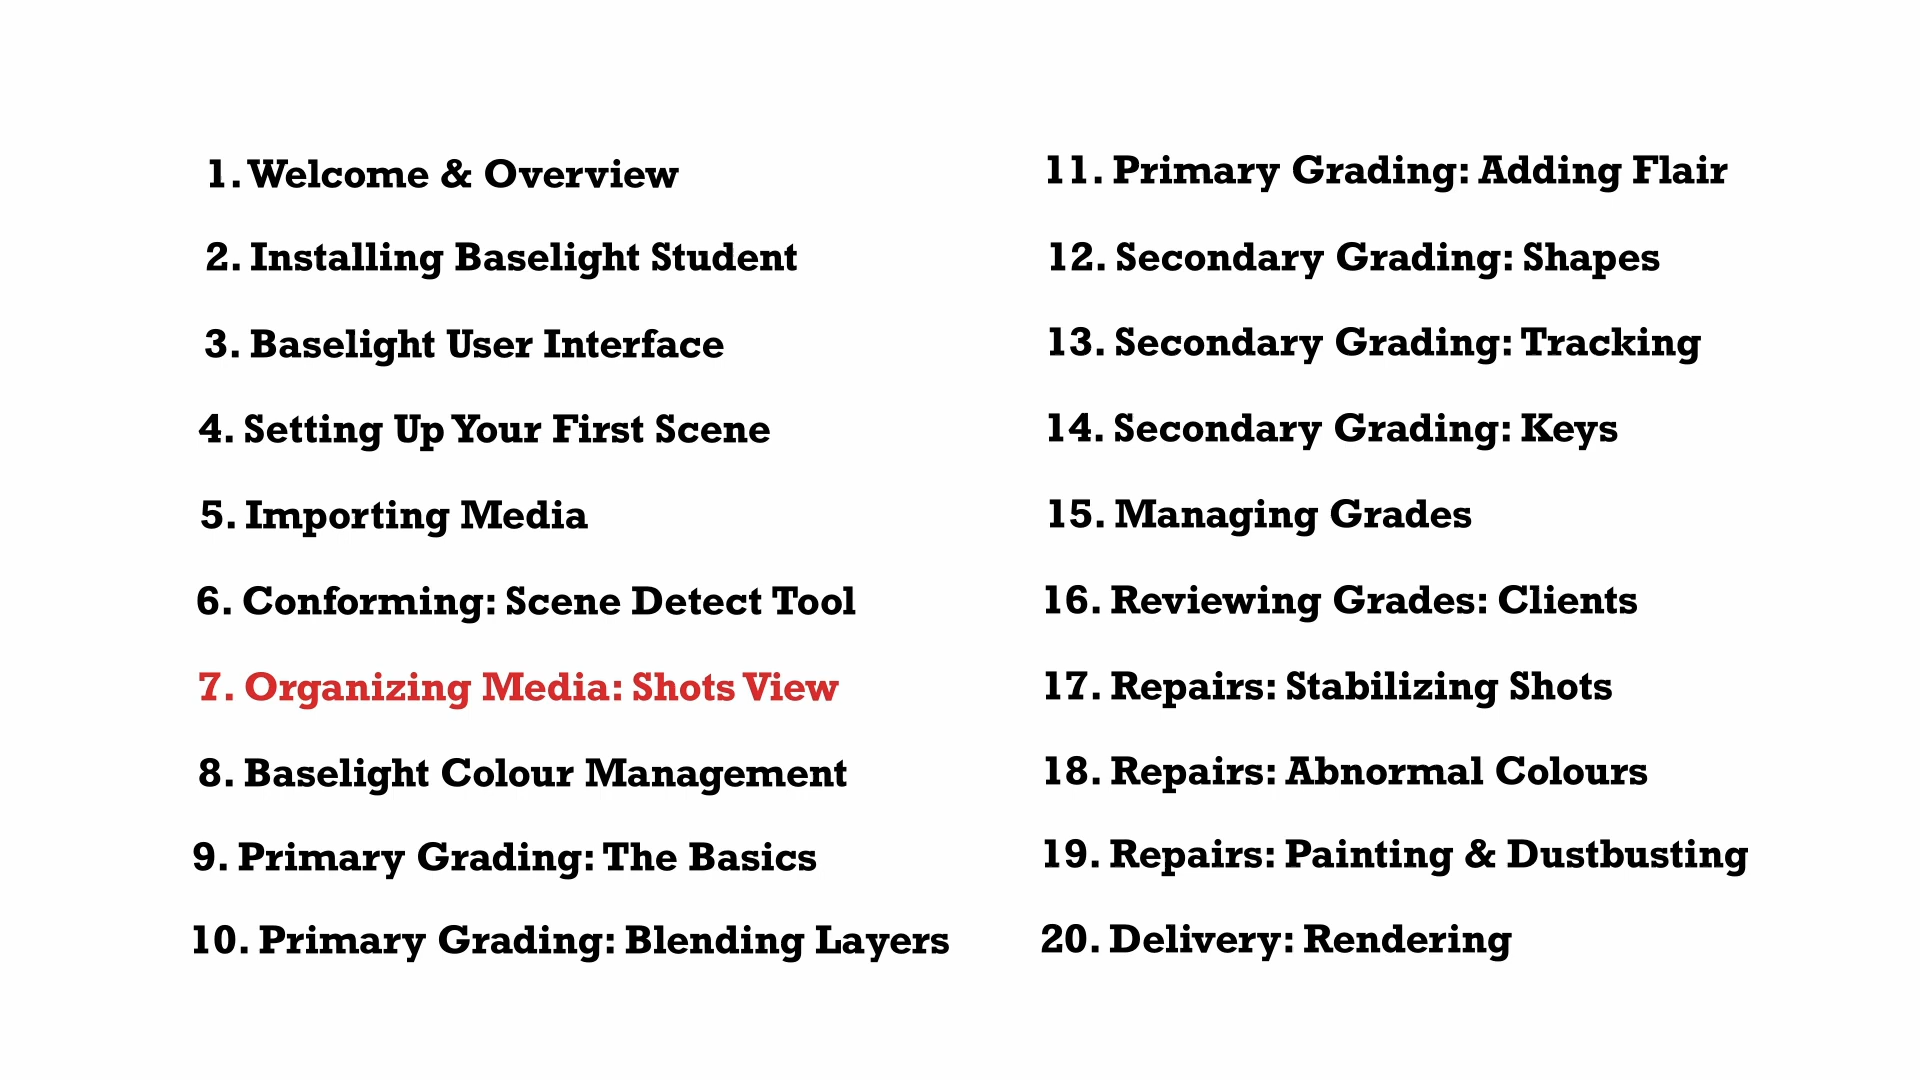 1. Welcome & Overview
2. Installing Baselight Student
3. Baselight User Interface
4. Setting Up Your First Scene
5. Importing Media
6. Conforming: Scene Detect Tool
7. Organizing Media: Shots View
8. Baselight Colour Management
9. Primary Grading: The Basics
10. Primary Grading: Blending Layers
11. Primary Grading: Adding Flair
12. Secondary Grading: Shapes
13. Secondary Grading: Tracking
14. Secondary Grading: Keys
15. Managing Grades
16. Reviewing Grades: Clients
17. Repairs: Stabilizing Shots
18. Repairs: Abnormal Colours
19. Repairs: Painting & Dustbusting
20. Delivery: Rendering